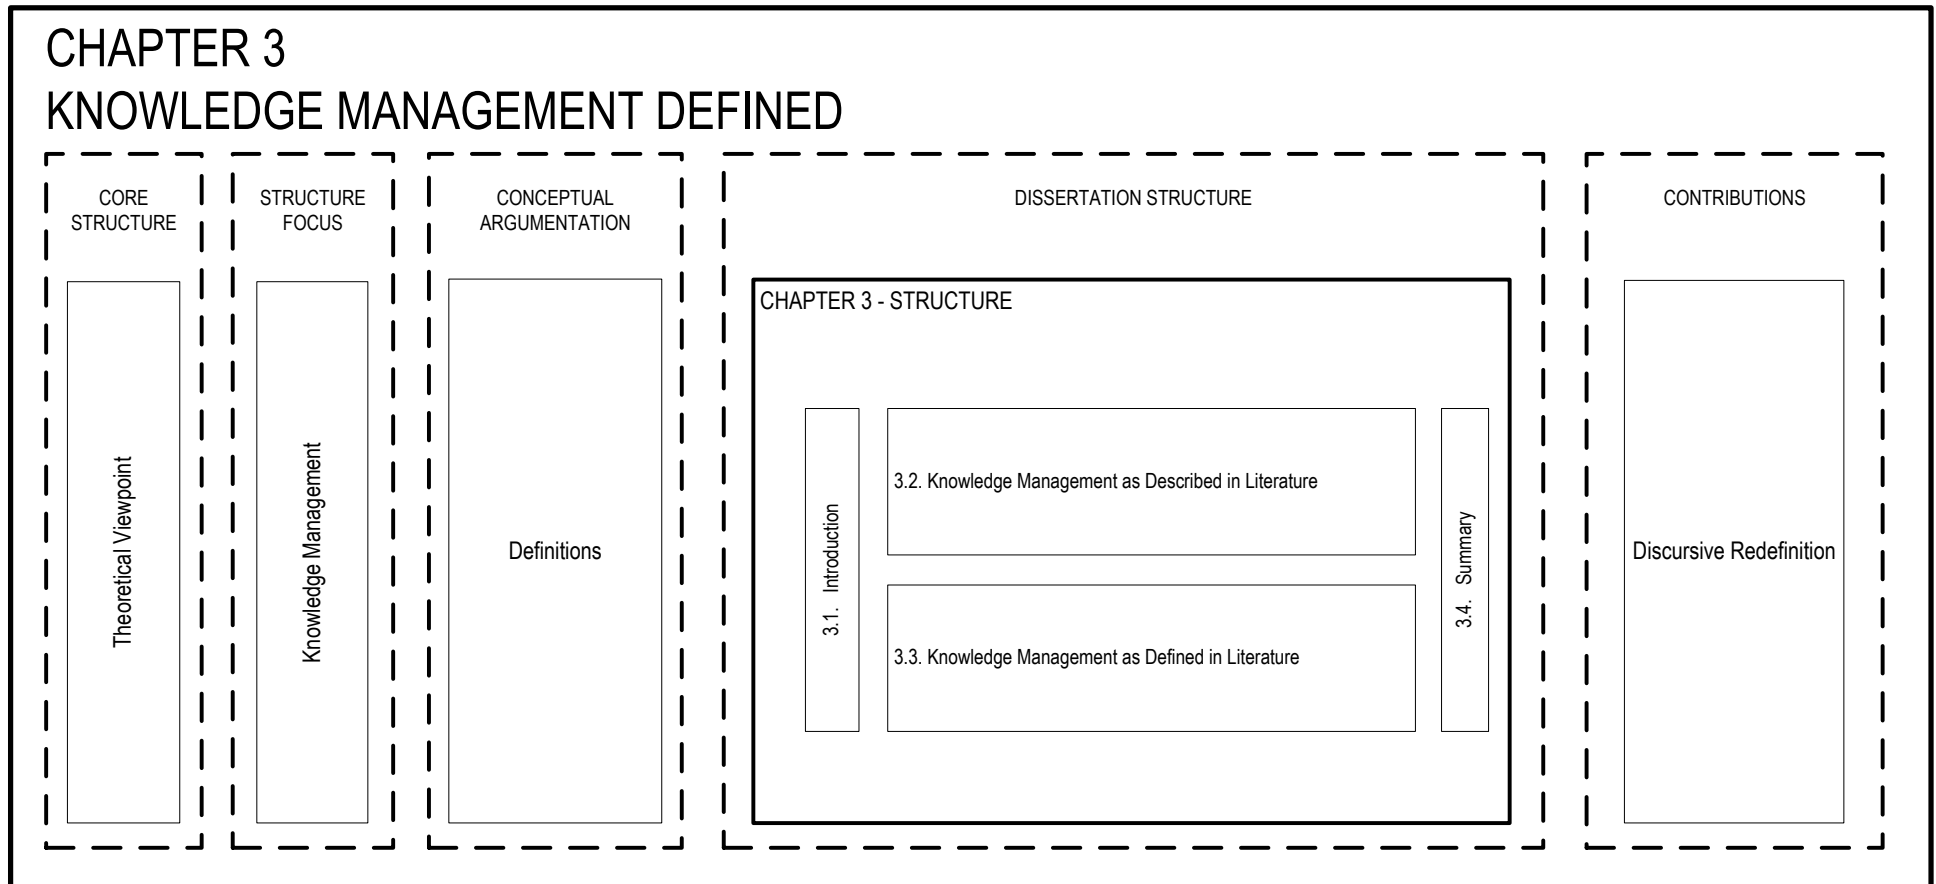 CHAPTER 3
KNOWLEDGE MANAGEMENT DEFINED
CORE
STRUCTURE
Theoretical Viewpoint
STRUCTURE
FOCUS
Knowledge Management
CONCEPTUAL
ARGUMENTATION
Definitions
DISSERTATION STRUCTURE
CHAPTER 3 - STRUCTURE
3.1. Introduction
3.2. Knowledge Management as Described in Literature
3.3. Knowledge Management as Defined in Literature
3.4. Summary
CONTRIBUTIONS
Discursive Redefinition